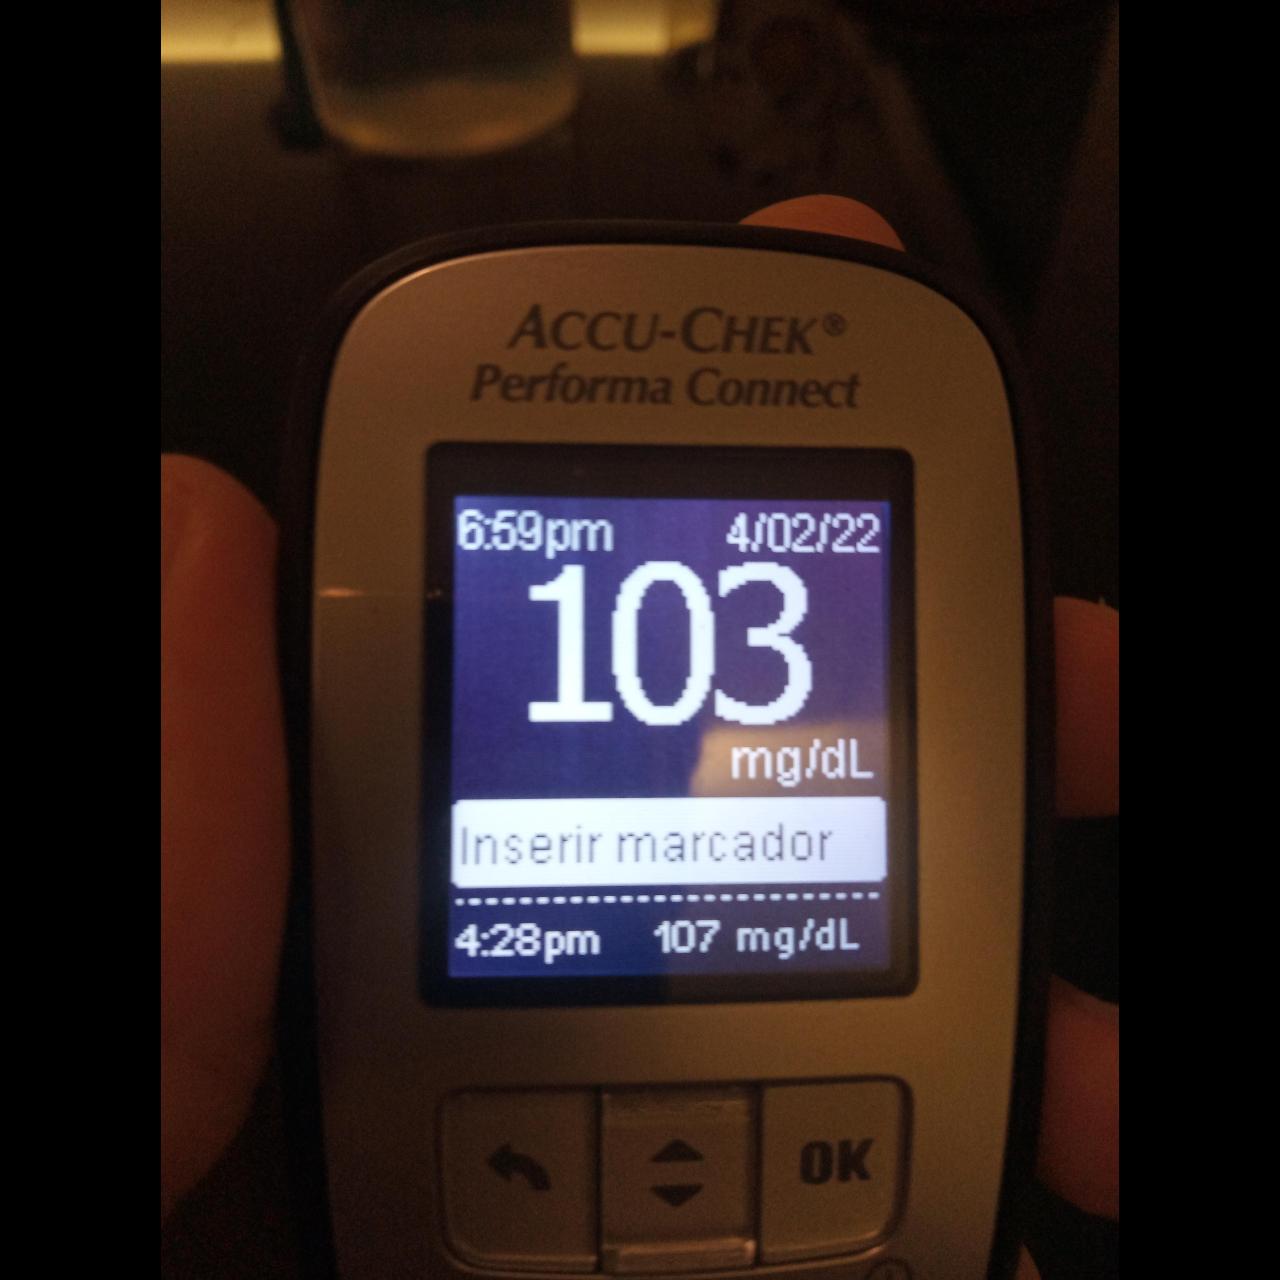 ACCU-CHEK®
Performa Connect
6:59pm 4/02/22
103
mg/dL
Inserir marcador
4:28pm 107 mg/dL
OK